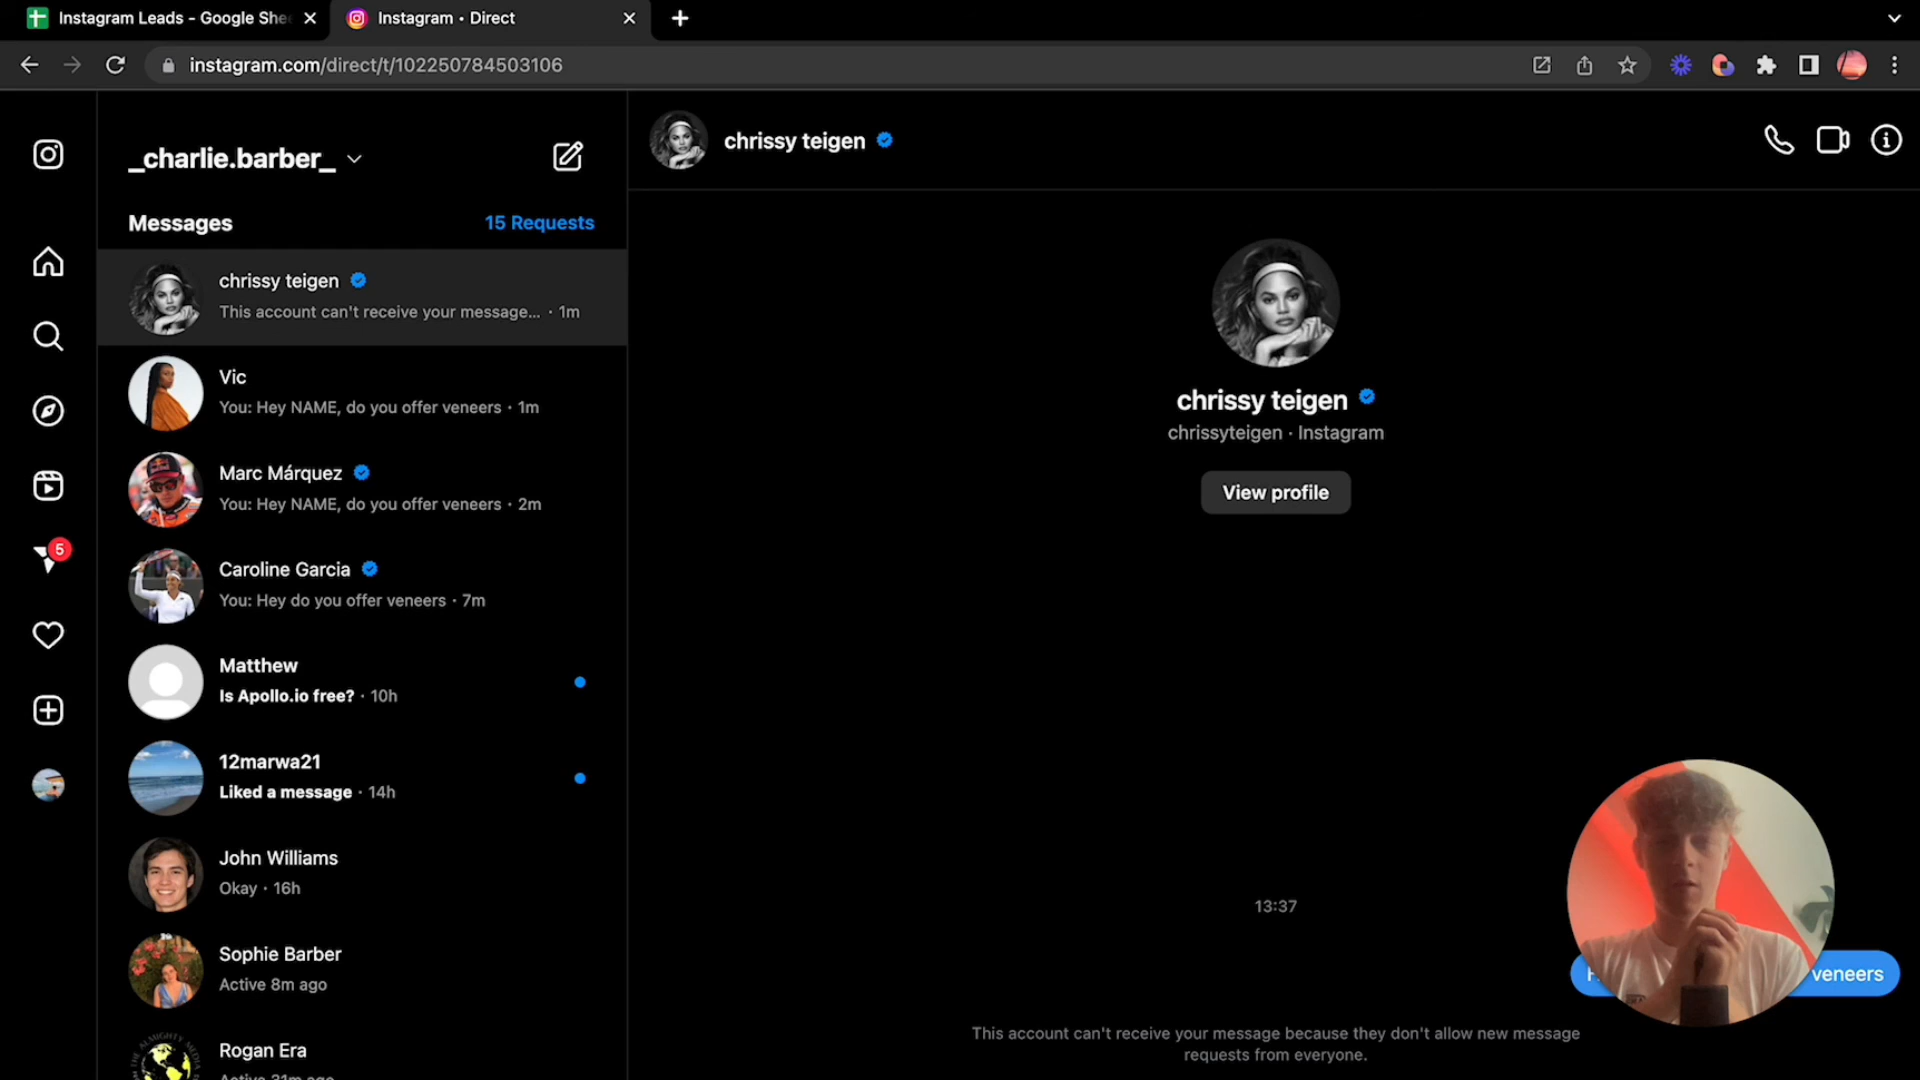 Instagram Leads - Google She
Instagram • Direct
instagram.com/direct/t/102250784503106
_charlie.barber_
Messages
15 Requests
chrissy teigen
This account can't receive your message... · 1m
Vic
You: Hey NAME, do you offer veneers · 1m
Marc Márquez
You: Hey NAME, do you offer veneers · 2m
Caroline Garcia
You: Hey do you offer veneers · 7m
5
Matthew
Is Apollo.io free? · 10h
12marwa21
Liked a message · 14h
John Williams
Okay · 16h
Sophie Barber
Active 8m ago
Rogan Era
Active 31m ago
chrissy teigen
chrissy teigen
chrissyteigen · Instagram
View profile
13:37
veneers
This account can't receive your message because they don't allow new message
requests from everyone.